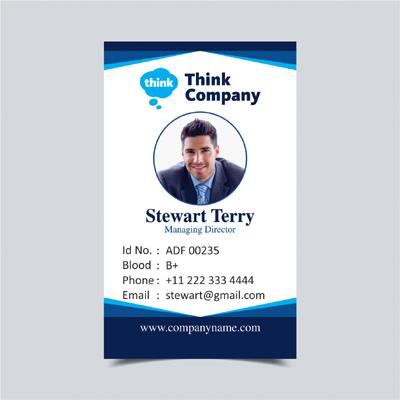 think
Think
Company
Stewart Terry
Managing Director
Id No. : ADF 00235
Blood : B+
Phone : +11 222 333 4444
Email : stewart@gmail.com
www.companyname.com